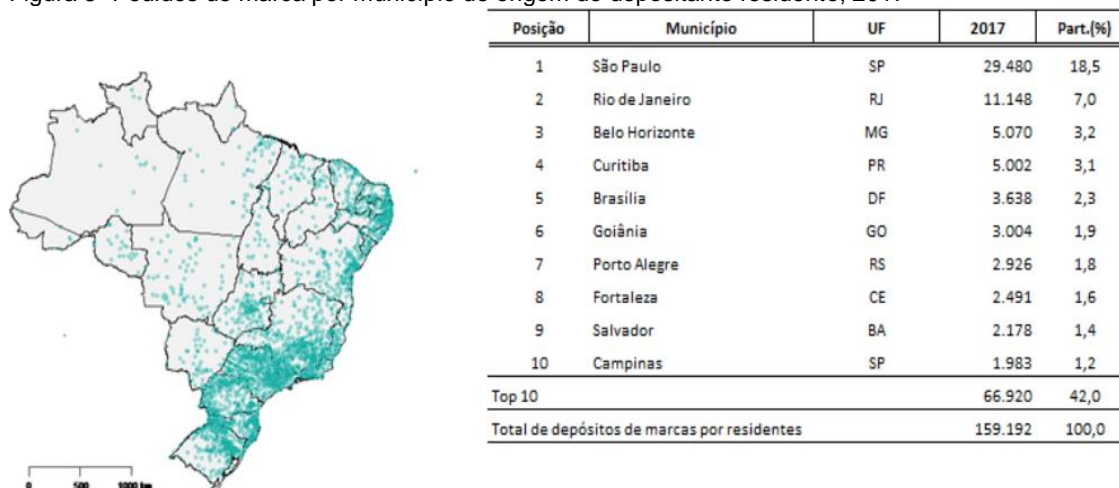 Posição Município UF 2017 Part.(%)
1 São Paulo SP 29.480 18,5
2 Rio de Janeiro RJ 11.148 7,0
3 Belo Horizonte MG 5.070 3,2
4 Curitiba PR 5.002 3,1
5 Brasília DF 3.638 2,3
6 Goiânia GO 3.004 1,9
7 Porto Alegre RS 2.926 1,8
8 Fortaleza CE 2.491 1,6
9 Salvador BA 2.178 1,4
10 Campinas SP 1.983 1,2
Top 10 66.920 42,0
Total de depósitos de marcas por residentes 159.192 100,0
0 500 1000 km